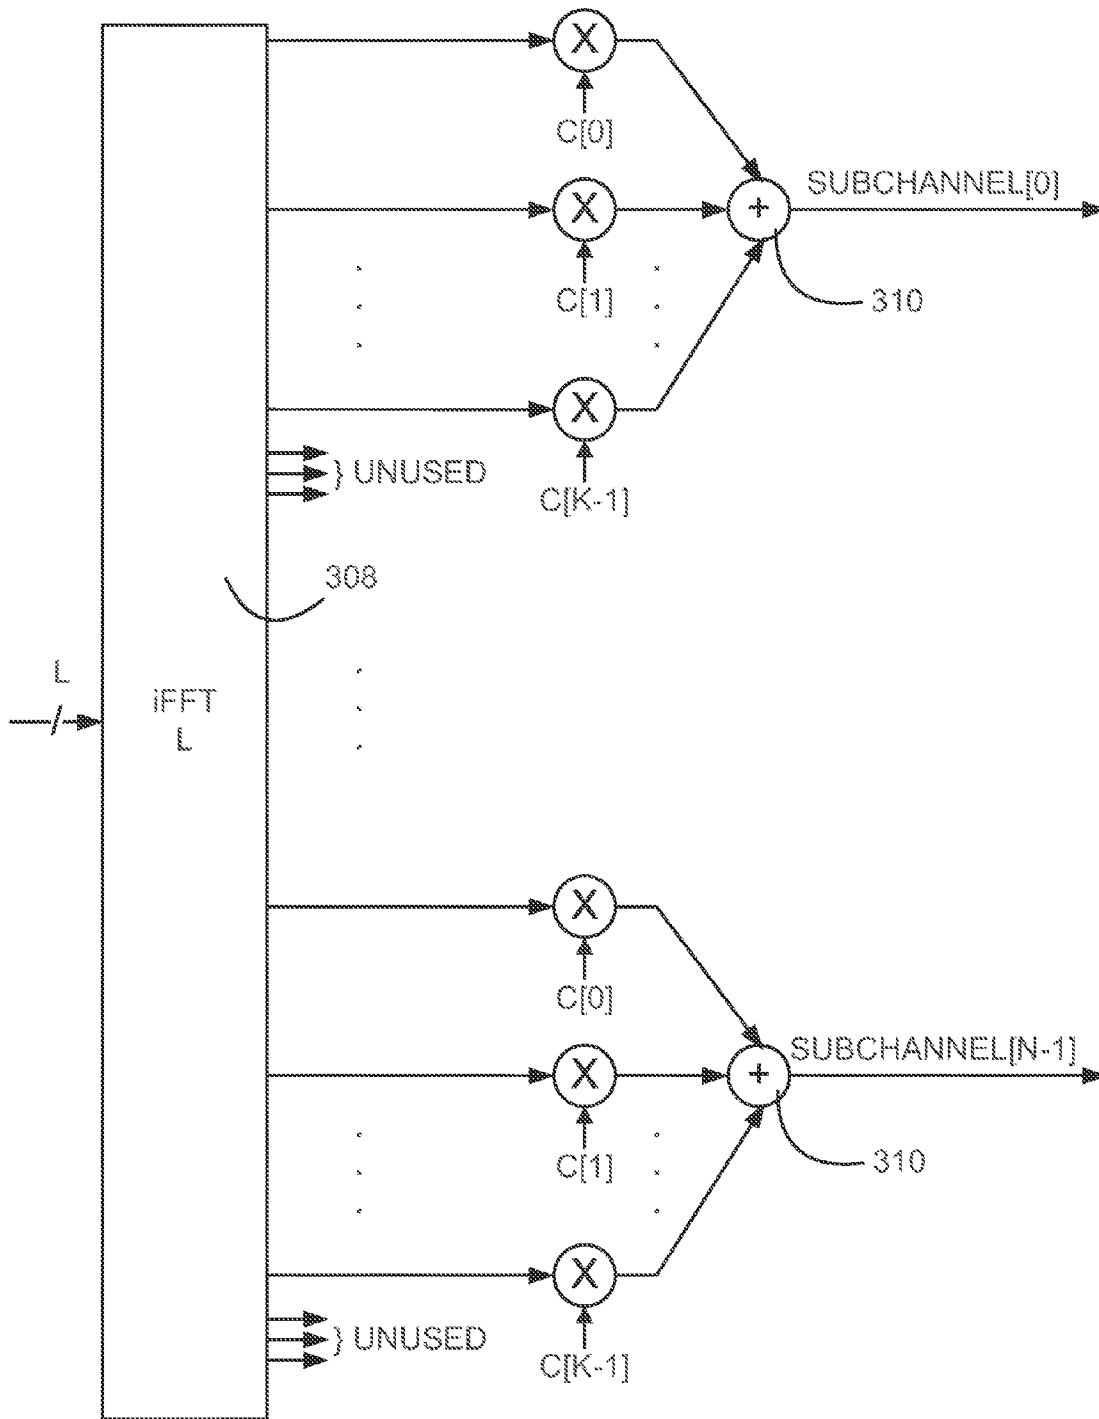 X
C[0]
SUBCHANNEL[0]
X
+
C[1]
310
X
} UNUSED
C[K-1]
308
L
iFFT
L
X
C[0]
SUBCHANNEL[N-1]
X
+
C[1]
310
X
} UNUSED
C[K-1]